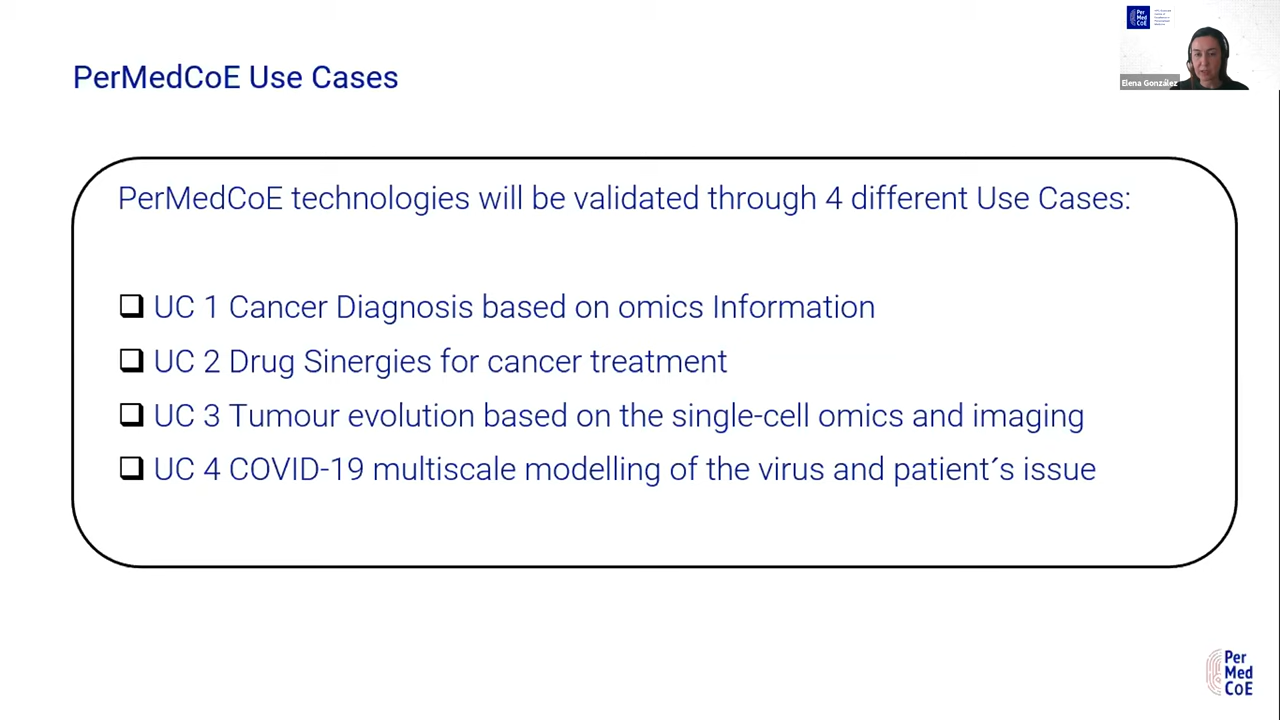 PerMedCoE Use Cases
Per
Med
CoE
Elena González
PerMedCoE technologies will be validated through 4 different Use Cases:
UC 1 Cancer Diagnosis based on omics Information
UC 2 Drug Sinergies for cancer treatment
UC 3 Tumour evolution based on the single-cell omics and imaging
UC 4 COVID-19 multiscale modelling of the virus and patient´s issue
Per
Med
CoE